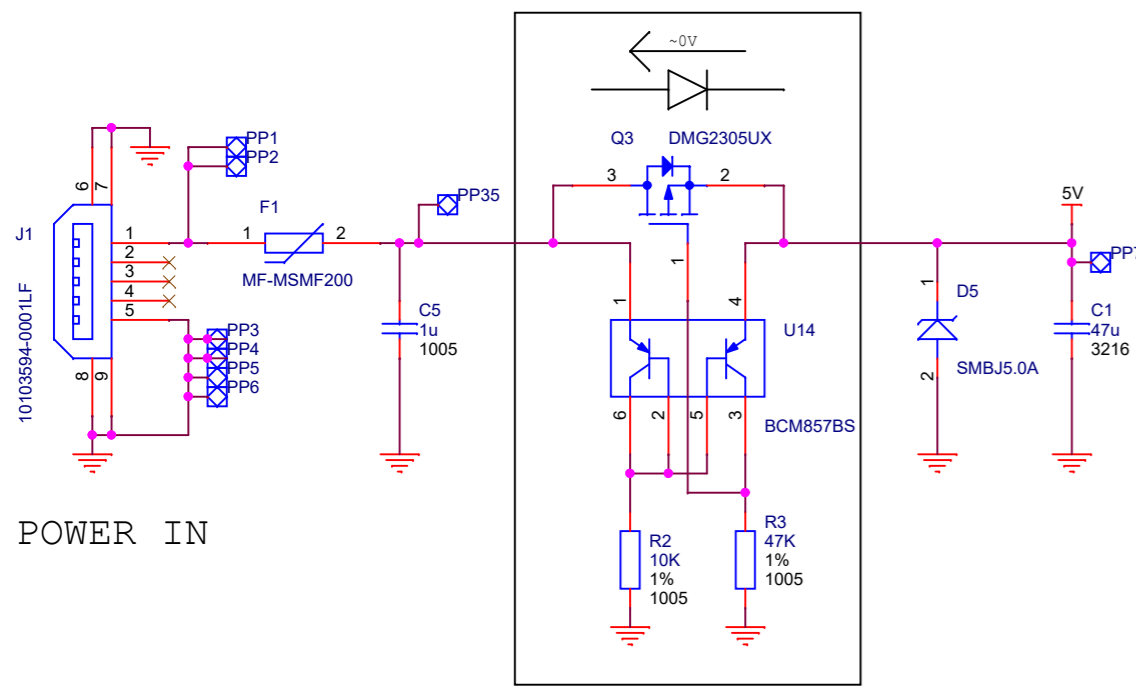 ~0V
Q3 DMG2305UX
3 2
1
PP1
PP2
6 7
J1
1
2
3
4
5
F1
1 2
MF-MSMF200
PP35
PP3
PP4
PP5
PP6
8 9
10103594-0001LF
C5
1u
1005
1 4
U14
6 2 5 3
BCM857BS
5V
PP7
1
D5
2
SMBJ5.0A
C1
47u
3216
POWER IN
R2
10K
1%
1005
R3
47K
1%
1005